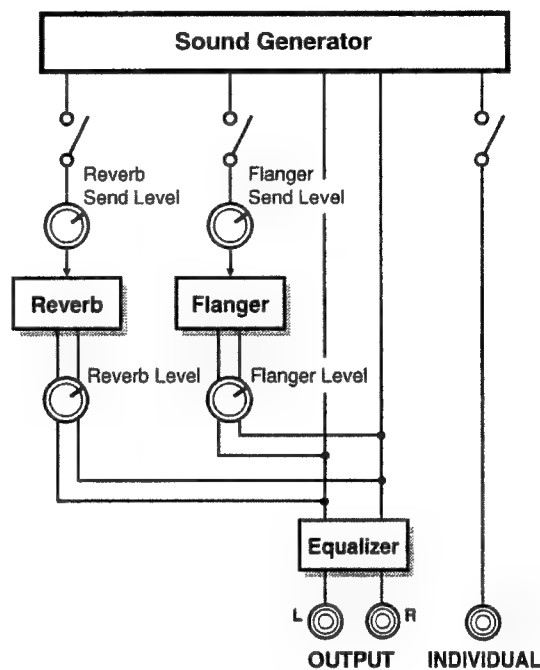 Sound Generator
Reverb
Send Level
Flanger
Send Level
Reverb
Flanger
Reverb Level
Flanger Level
Equalizer
L
R
OUTPUT
INDIVIDUAL